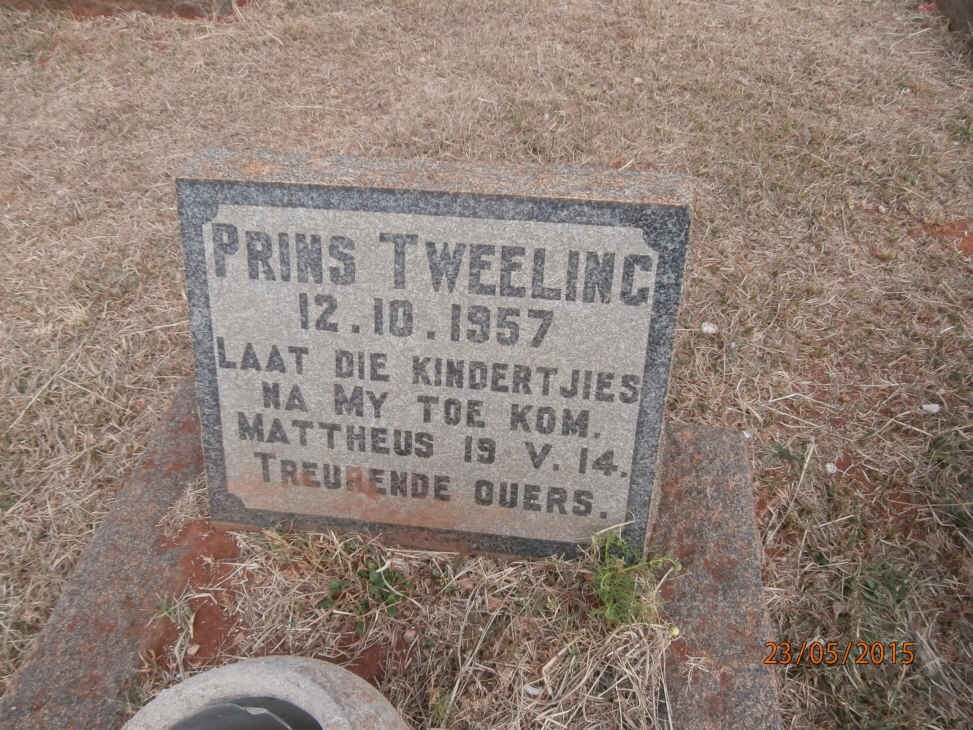 PRINS TWEELING
12.10.1957
LAAT DIE KINDERTJIES
NA MY TOE KOM.
MATTHEUS 19 V. 14.
TREURENDE OUERS.
23/05/2015